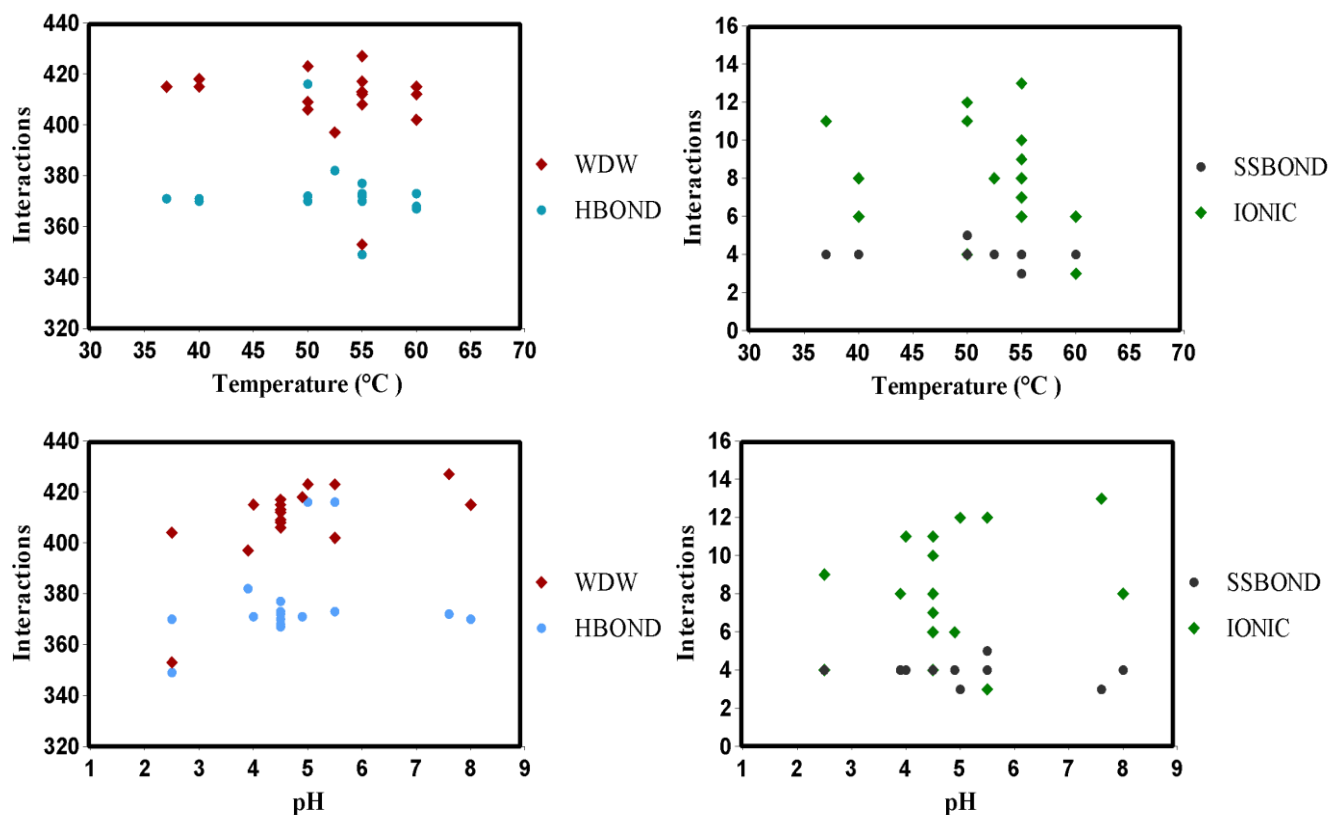 440
420
400
380
360
340
320
Interactions
30 35 40 45 50 55 60 65 70
Temperature (°C )
WDW
HBOND
16
14
12
10
8
6
4
2
0
Interactions
30 35 40 45 50 55 60 65 70
Temperature (°C )
SSBOND
IONIC
440
420
400
380
360
340
320
Interactions
1 2 3 4 5 6 7 8 9
pH
WDW
HBOND
16
14
12
10
8
6
4
2
0
Interactions
1 2 3 4 5 6 7 8 9
pH
SSBOND
IONIC